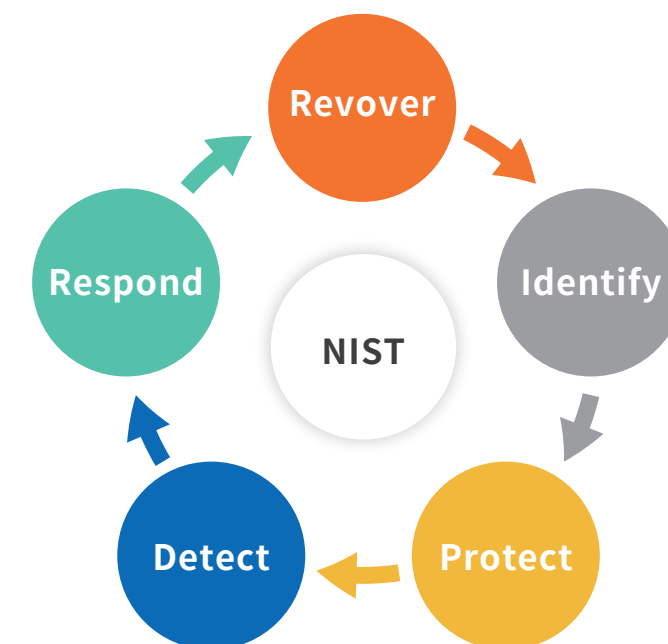 Revover
Respond
Identify
NIST
Detect
Protect